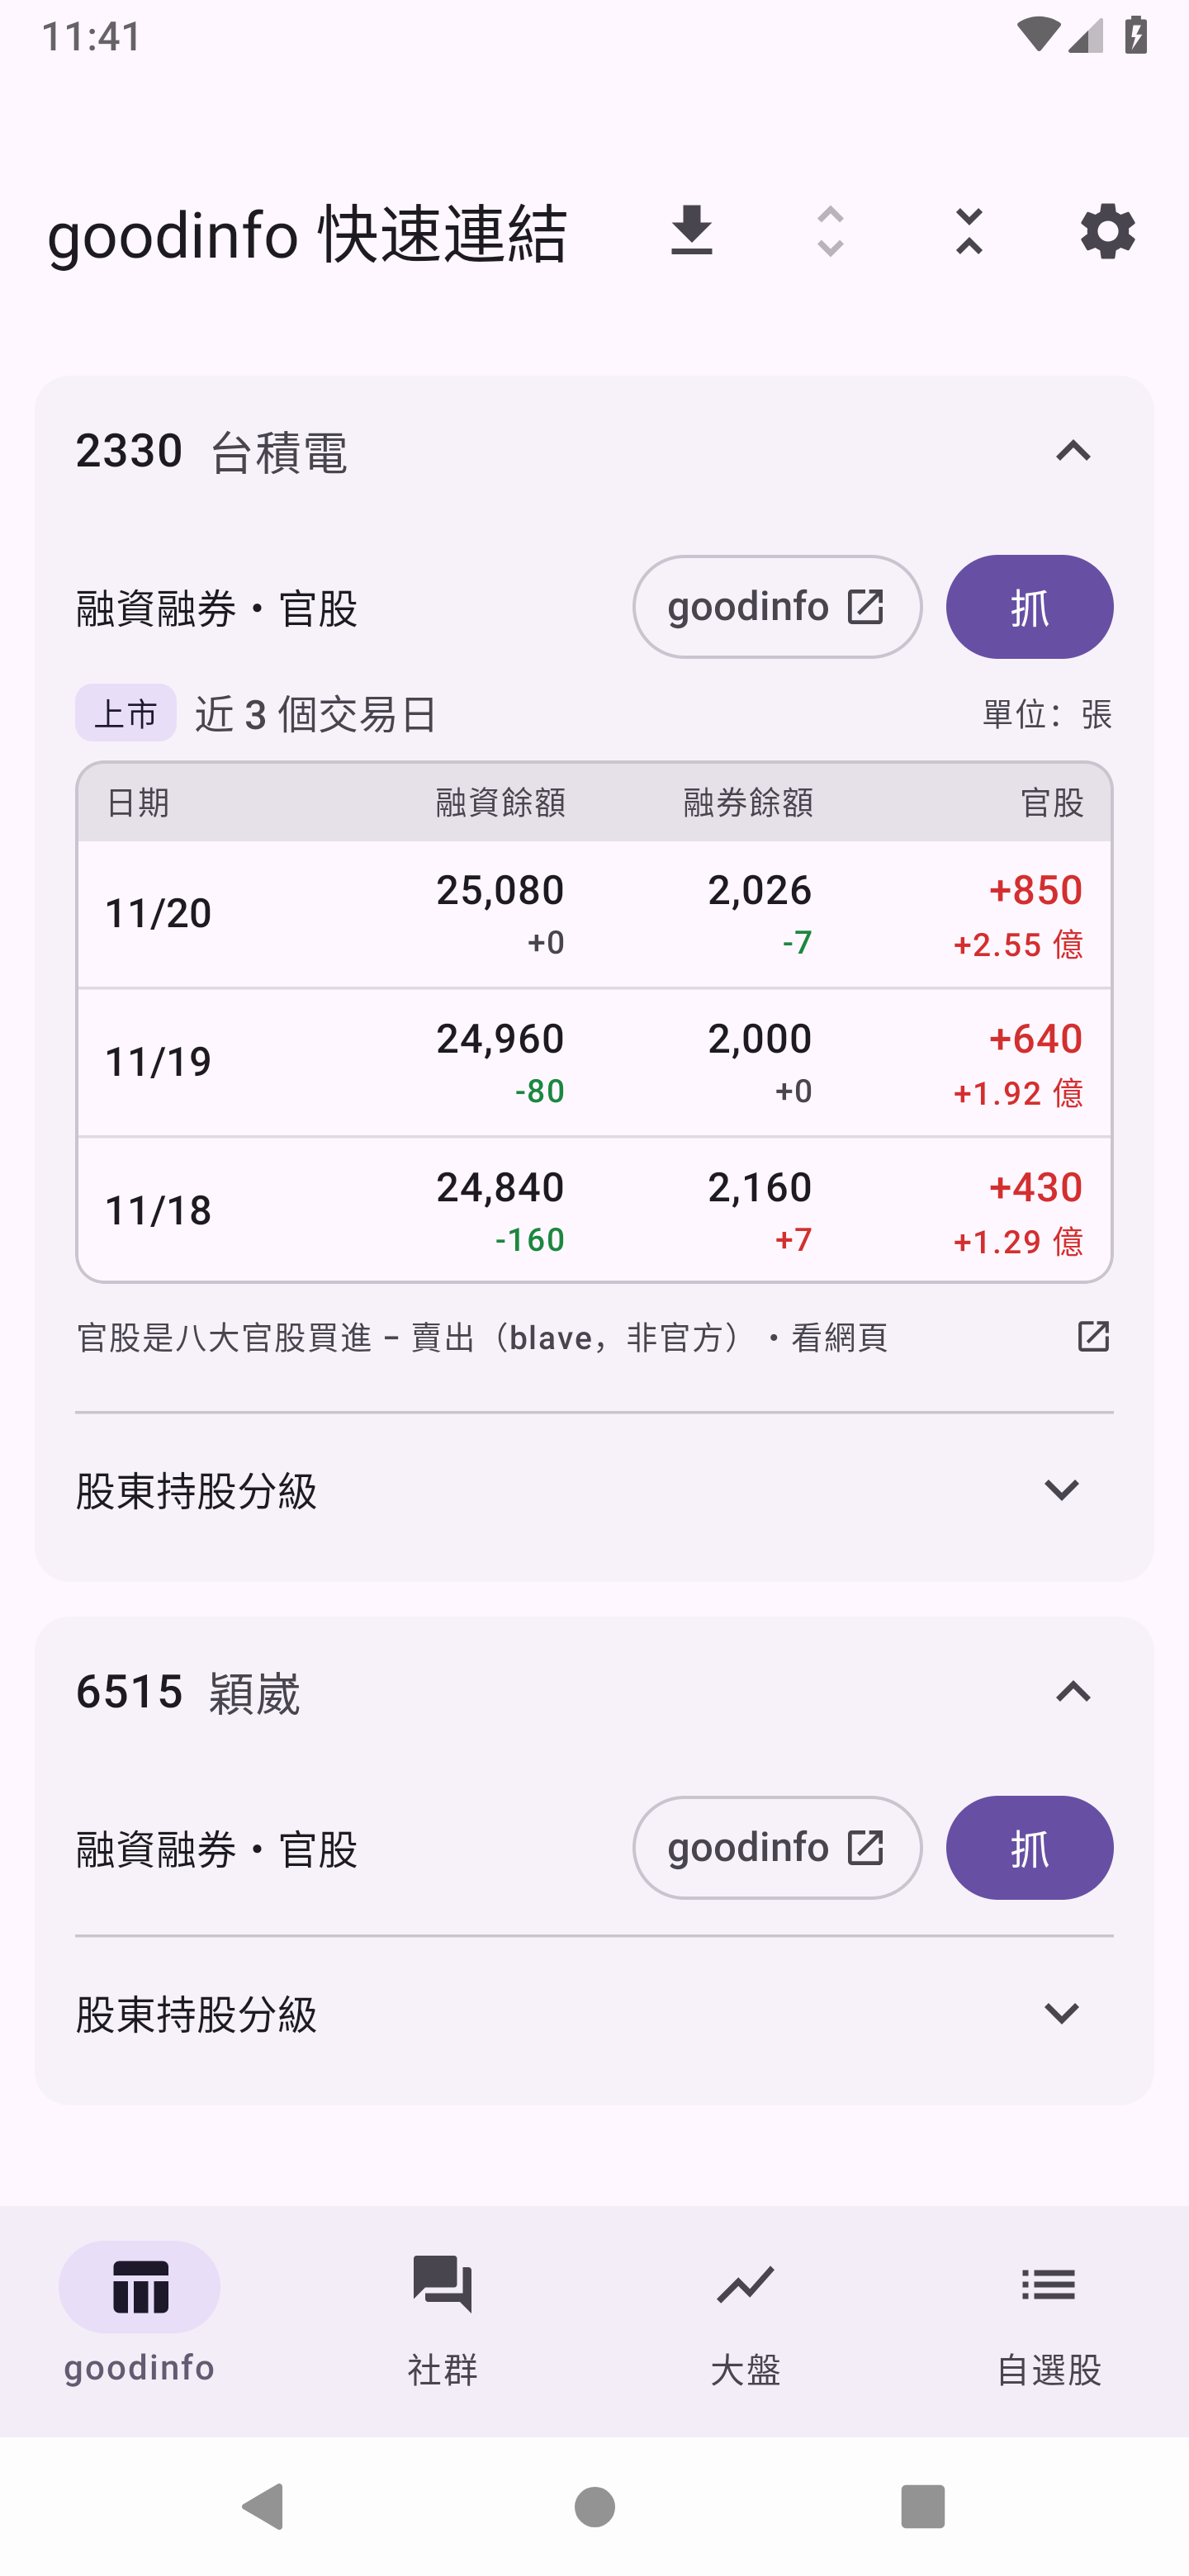 11:41
goodinfo 快速連結
2330 台積電
融資融券・官股 goodinfo 抓
上市 近 3 個交易日 單位：張
日期 融資餘額 融券餘額 官股
11/20 25,080 2,026 +850
+0 -7 +2.55 億
11/19 24,960 2,000 +640
-80 +0 +1.92 億
11/18 24,840 2,160 +430
-160 +7 +1.29 億
官股是八大官股買進 − 賣出（blave，非官方）・看網頁
股東持股分級
6515 穎崴
融資融券・官股 goodinfo 抓
股東持股分級
goodinfo 社群 大盤 自選股